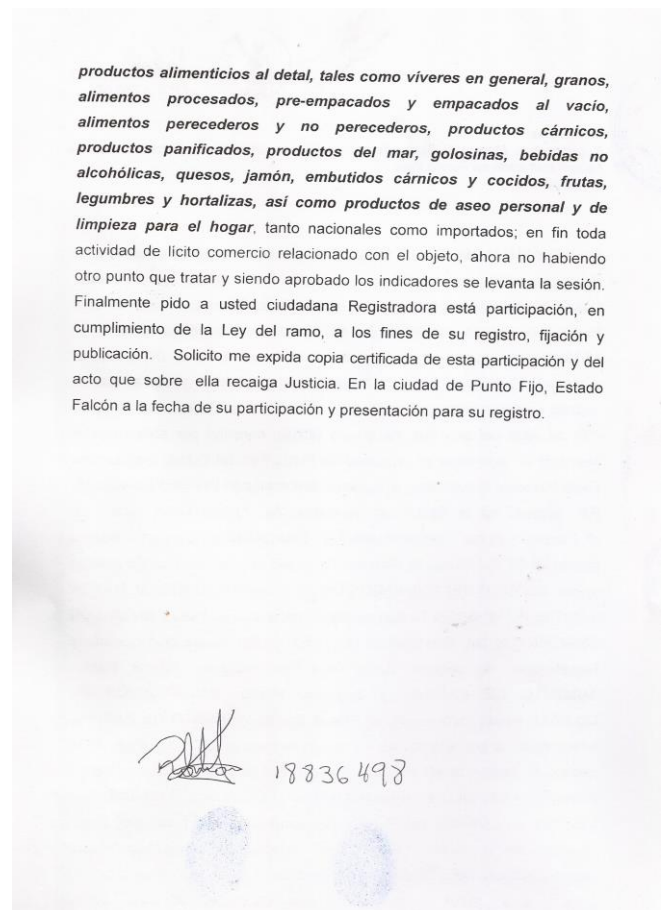 productos alimenticios al detal, tales como víveres en general, granos,
alimentos procesados, pre-empacados y empacados al vacío,
alimentos perecederos y no perecederos, productos cárnicos,
productos panificados, productos del mar, golosinas, bebidas no
alcohólicas, quesos, jamón, embutidos cárnicos y cocidos, frutas,
legumbres y hortalizas, así como productos de aseo personal y de
limpieza para el hogar, tanto nacionales como importados; en fin toda
actividad de lícito comercio relacionado con el objeto, ahora no habiendo
otro punto que tratar y siendo aprobado los indicadores se levanta la sesión.
Finalmente pido a usted ciudadana Registradora está participación, en
cumplimiento de la Ley del ramo, a los fines de su registro, fijación y
publicación. Solicito me expida copia certificada de esta participación y del
acto que sobre ella recaiga Justicia. En la ciudad de Punto Fijo, Estado
Falcón a la fecha de su participación y presentación para su registro.
18836498